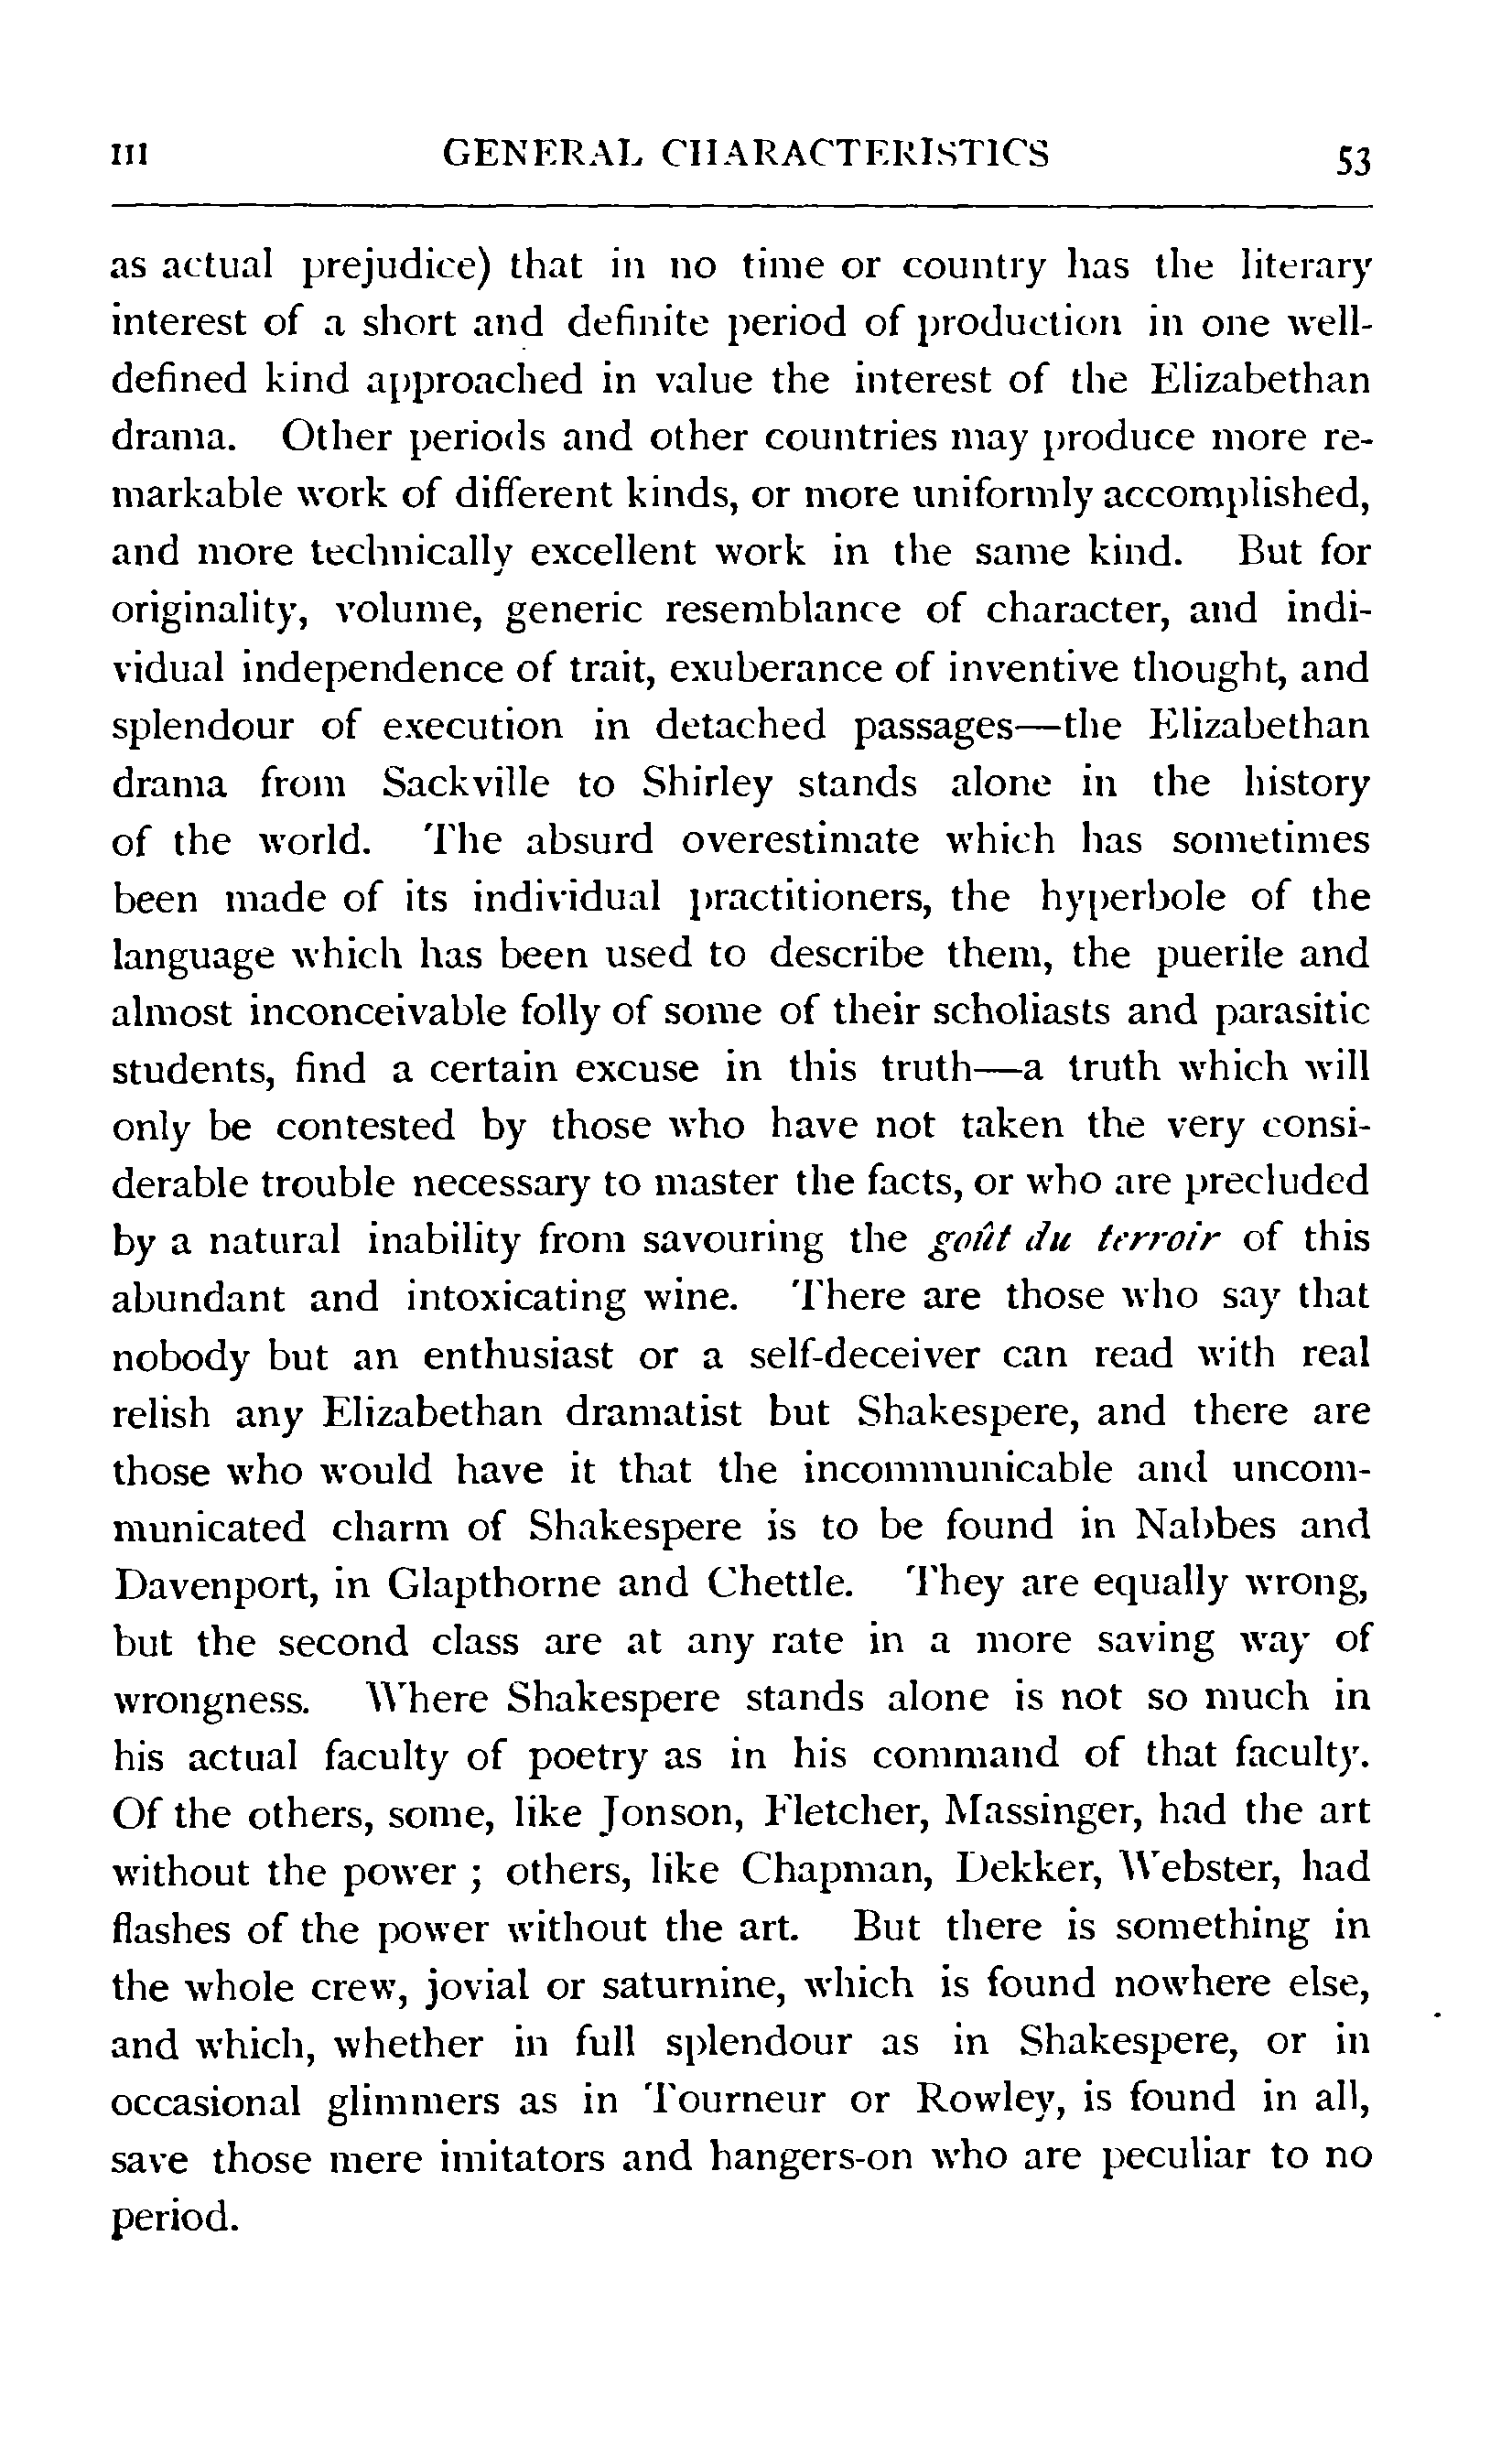 III GENERAL CHARACTERISTICS 53
as actual prejudice) that in no time or country has the literary
interest of a short and definite period of production in one well-
defined kind approached in value the interest of the Elizabethan
drama. Other periods and other countries may produce more re-
markable work of different kinds, or more uniformly accomplished,
and more technically excellent work in the same kind. But for
originality, volume, generic resemblance of character, and indi-
vidual independence of trait, exuberance of inventive thought, and
splendour of execution in detached passages—the Elizabethan
drama from Sackville to Shirley stands alone in the history
of the world. The absurd overestimate which has sometimes
been made of its individual practitioners, the hyperbole of the
language which has been used to describe them, the puerile and
almost inconceivable folly of some of their scholiasts and parasitic
students, find a certain excuse in this truth—a truth which will
only be contested by those who have not taken the very consi-
derable trouble necessary to master the facts, or who are precluded
by a natural inability from savouring the goût du terroir of this
abundant and intoxicating wine. There are those who say that
nobody but an enthusiast or a self-deceiver can read with real
relish any Elizabethan dramatist but Shakespere, and there are
those who would have it that the incommunicable and uncom-
municated charm of Shakespere is to be found in Nabbes and
Davenport, in Glapthorne and Chettle. They are equally wrong,
but the second class are at any rate in a more saving way of
wrongness. Where Shakespere stands alone is not so much in
his actual faculty of poetry as in his command of that faculty.
Of the others, some, like Jonson, Fletcher, Massinger, had the art
without the power ; others, like Chapman, Dekker, Webster, had
flashes of the power without the art. But there is something in
the whole crew, jovial or saturnine, which is found nowhere else,
and which, whether in full splendour as in Shakespere, or in
occasional glimmers as in Tourneur or Rowley, is found in all,
save those mere imitators and hangers-on who are peculiar to no
period.